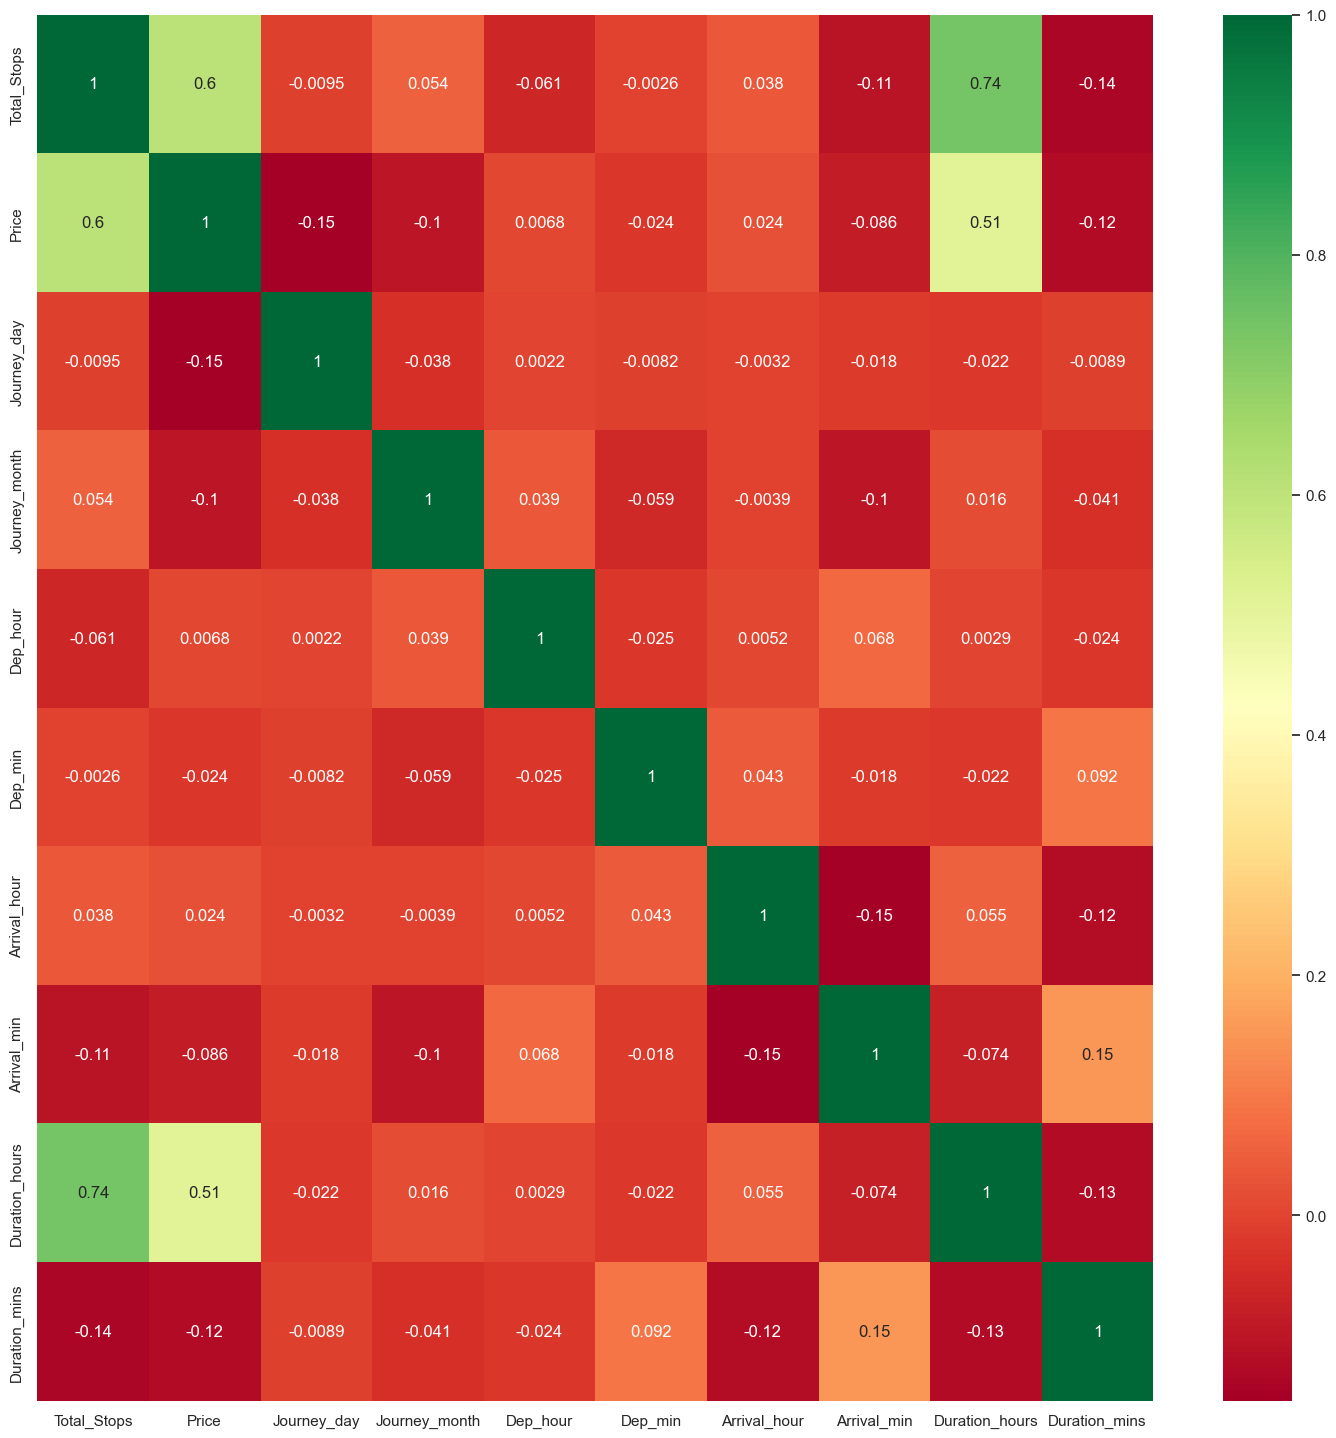 Total_Stops 1 0.6 -0.0095 0.054 -0.061 -0.0026 0.038 -0.11 0.74 -0.14
Price 0.6 1 -0.15 -0.1 0.0068 -0.024 0.024 -0.086 0.51 -0.12
Journey_day -0.0095 -0.15 1 -0.038 0.0022 -0.0082 -0.0032 -0.018 -0.022 -0.0089
Journey_month 0.054 -0.1 -0.038 1 0.039 -0.059 -0.0039 -0.1 0.016 -0.041
Dep_hour -0.061 0.0068 0.0022 0.039 1 -0.025 0.0052 0.068 0.0029 -0.024
Dep_min -0.0026 -0.024 -0.0082 -0.059 -0.025 1 0.043 -0.018 -0.022 0.092
Arrival_hour 0.038 0.024 -0.0032 -0.0039 0.0052 0.043 1 -0.15 0.055 -0.12
Arrival_min -0.11 -0.086 -0.018 -0.1 0.068 -0.018 -0.15 1 -0.074 0.15
Duration_hours 0.74 0.51 -0.022 0.016 0.0029 -0.022 0.055 -0.074 1 -0.13
Duration_mins -0.14 -0.12 -0.0089 -0.041 -0.024 0.092 -0.12 0.15 -0.13 1
Total_Stops Price Journey_day Journey_month Dep_hour Dep_min Arrival_hour Arrival_min Duration_hours Duration_mins
1.0
0.8
0.6
0.4
0.2
0.0